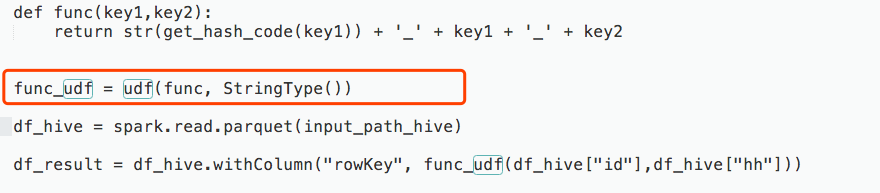 def func(key1,key2):
    return str(get_hash_code(key1)) + '_' + key1 + '_' + key2
func_udf = udf(func, StringType())
df_hive = spark.read.parquet(input_path_hive)
df_result = df_hive.withColumn("rowKey", func_udf(df_hive["id"],df_hive["hh"]))